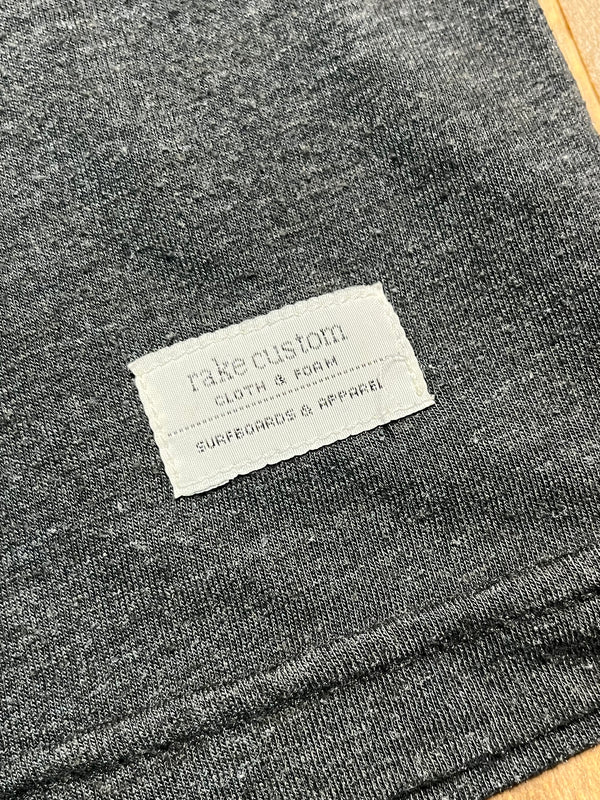 rake custom
CLOTH & FOAM
SURFBOARDS & APPAREL